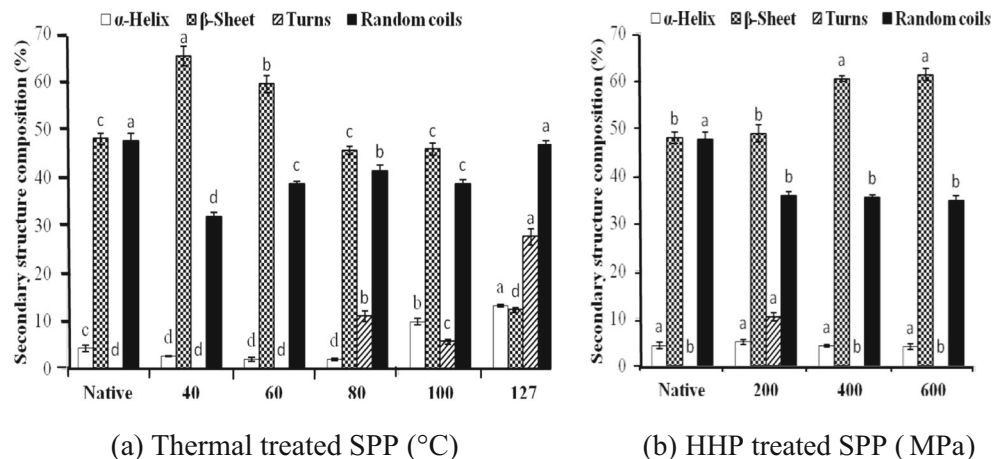 α-Helix β-Sheet Turns Random coils
Secondary structure composition (%)
70
60
50
40
30
20
10
0
c c d a
d a d d
d b d c
d c b b
b c c c
a d a a
Native 40 60 80 100 127
(a) Thermal treated SPP (°C)
α-Helix β-Sheet Turns Random coils
Secondary structure composition (%)
70
60
50
40
30
20
10
0
a b b a
a b a b
a a b b
a a b b
Native 200 400 600
(b) HHP treated SPP ( MPa)